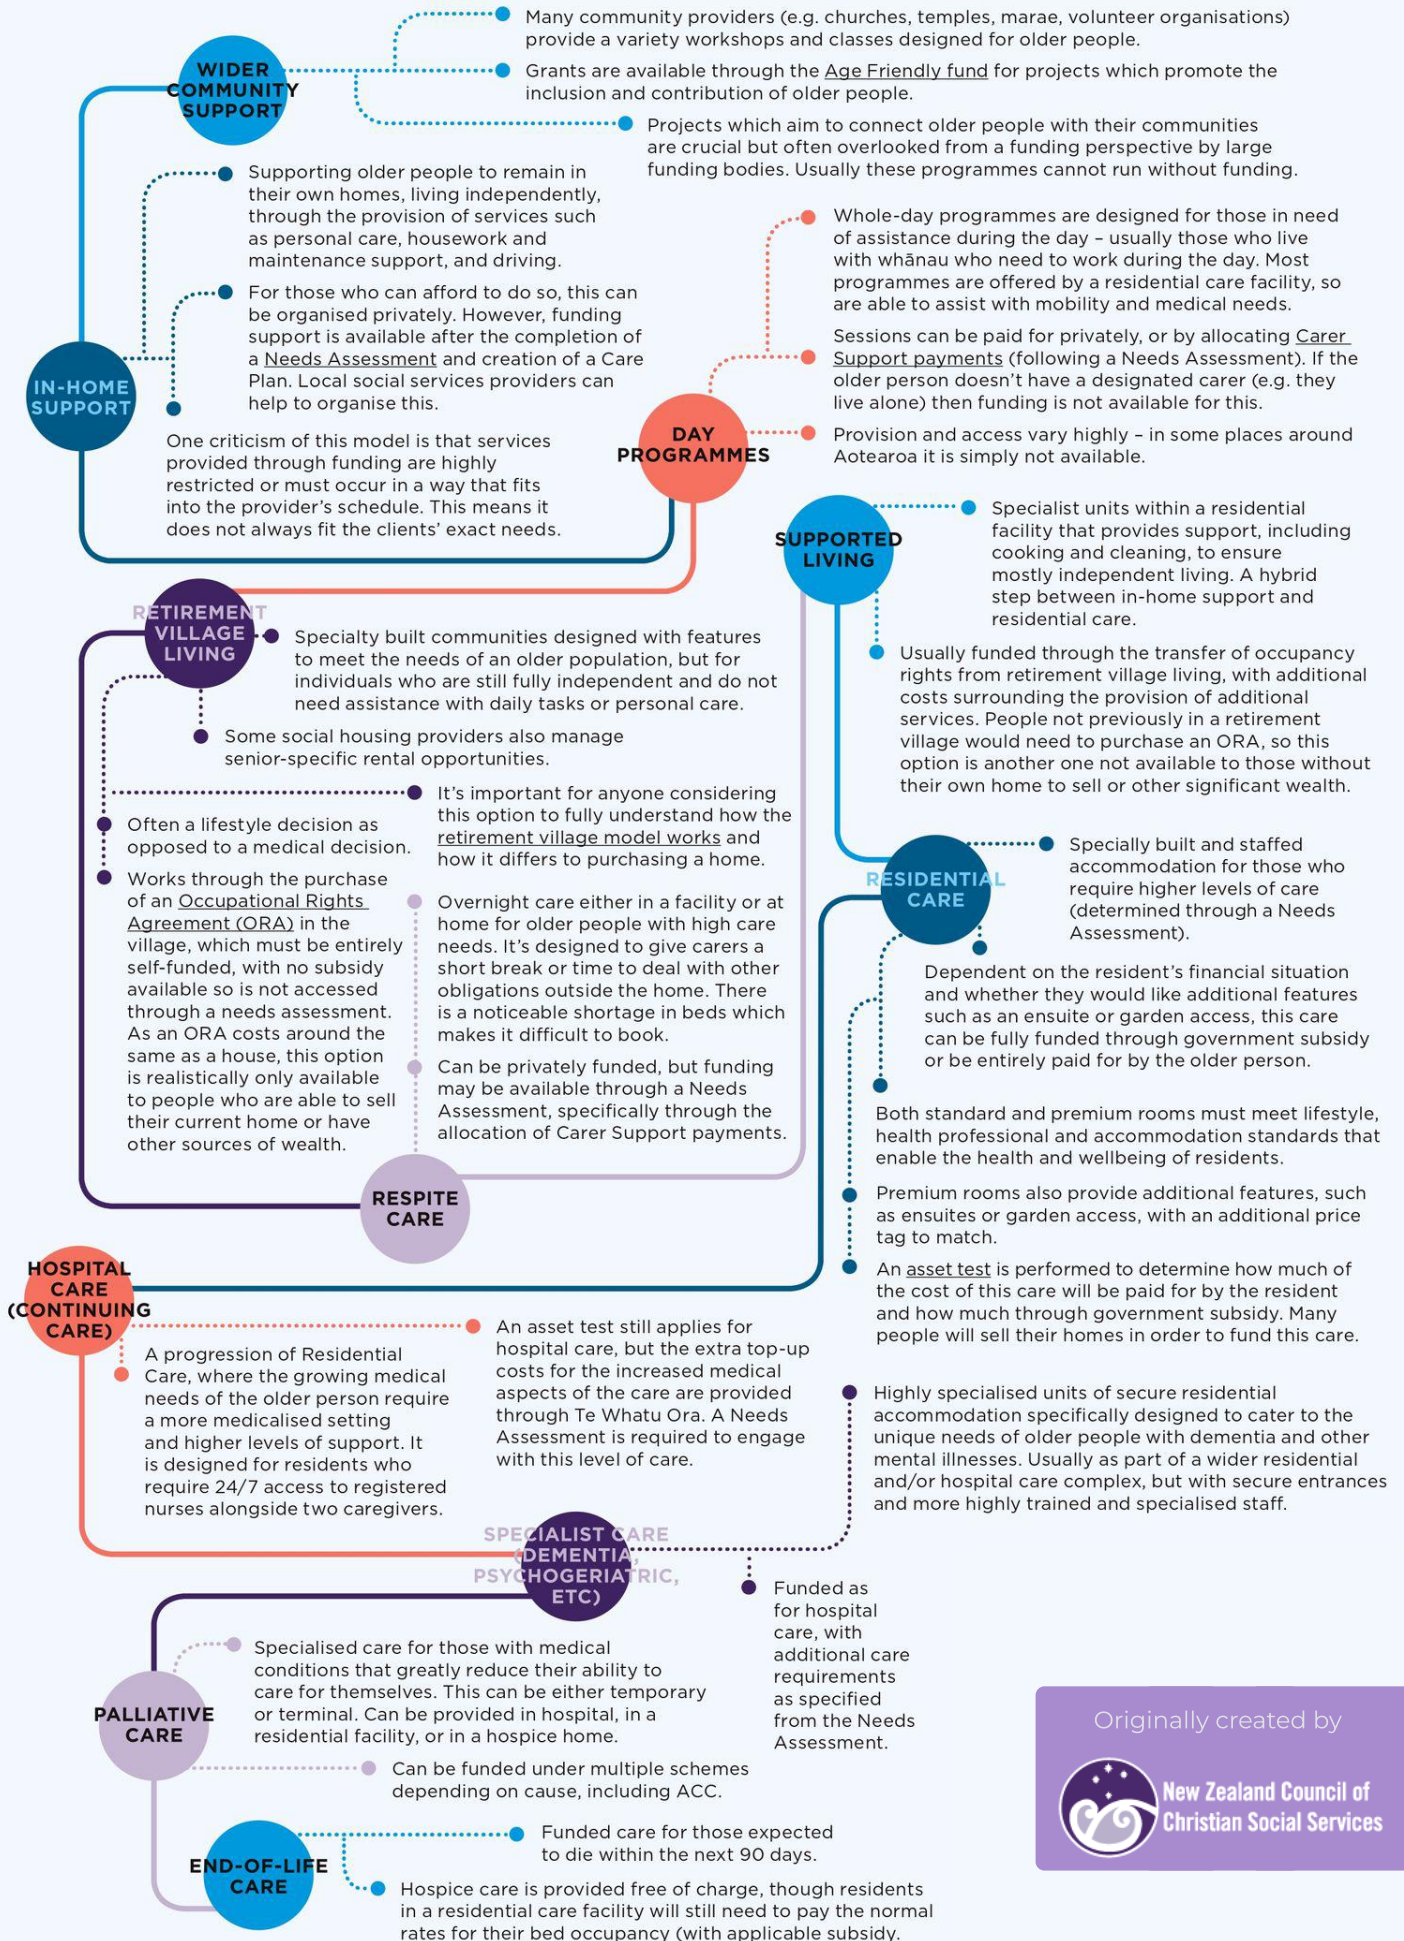 WIDER
COMMUNITY
SUPPORT
Many community providers (e.g. churches, temples, marae, volunteer organisations)
provide a variety workshops and classes designed for older people.
Grants are available through the Age Friendly fund for projects which promote the
inclusion and contribution of older people.
Projects which aim to connect older people with their communities
are crucial but often overlooked from a funding perspective by large
funding bodies. Usually these programmes cannot run without funding.
IN-HOME
SUPPORT
Supporting older people to remain in
their own homes, living independently,
through the provision of services such
as personal care, housework and
maintenance support, and driving.
For those who can afford to do so, this can
be organised privately. However, funding
support is available after the completion of
a Needs Assessment and creation of a Care
Plan. Local social services providers can
help to organise this.
One criticism of this model is that services
provided through funding are highly
restricted or must occur in a way that fits
into the provider's schedule. This means it
does not always fit the clients' exact needs.
DAY
PROGRAMMES
Whole-day programmes are designed for those in need
of assistance during the day – usually those who live
with whānau who need to work during the day. Most
programmes are offered by a residential care facility, so
are able to assist with mobility and medical needs.
Sessions can be paid for privately, or by allocating Carer
Support payments (following a Needs Assessment). If the
older person doesn't have a designated carer (e.g. they
live alone) then funding is not available for this.
Provision and access vary highly – in some places around
Aotearoa it is simply not available.
RETIREMENT
VILLAGE
LIVING
Specialty built communities designed with features
to meet the needs of an older population, but for
individuals who are still fully independent and do not
need assistance with daily tasks or personal care.
Some social housing providers also manage
senior-specific rental opportunities.
It's important for anyone considering
this option to fully understand how the
retirement village model works and
how it differs to purchasing a home.
Often a lifestyle decision as
opposed to a medical decision.
Works through the purchase
of an Occupational Rights
Agreement (ORA) in the
village, which must be entirely
self-funded, with no subsidy
available so is not accessed
through a needs assessment.
As an ORA costs around the
same as a house, this option
is realistically only available
to people who are able to sell
their current home or have
other sources of wealth.
RESPITE
CARE
Overnight care either in a facility or at
home for older people with high care
needs. It's designed to give carers a
short break or time to deal with other
obligations outside the home. There
is a noticeable shortage in beds which
makes it difficult to book.
Can be privately funded, but funding
may be available through a Needs
Assessment, specifically through the
allocation of Carer Support payments.
SUPPORTED
LIVING
Specialist units within a residential
facility that provides support, including
cooking and cleaning, to ensure
mostly independent living. A hybrid
step between in-home support and
residential care.
Usually funded through the transfer of occupancy
rights from retirement village living, with additional
costs surrounding the provision of additional
services. People not previously in a retirement
village would need to purchase an ORA, so this
option is another one not available to those without
their own home to sell or other significant wealth.
RESIDENTIAL
CARE
Specially built and staffed
accommodation for those who
require higher levels of care
(determined through a Needs
Assessment).
Dependent on the resident's financial situation
and whether they would like additional features
such as an ensuite or garden access, this care
can be fully funded through government subsidy
or be entirely paid for by the older person.
Both standard and premium rooms must meet lifestyle,
health professional and accommodation standards that
enable the health and wellbeing of residents.
Premium rooms also provide additional features, such
as ensuites or garden access, with an additional price
tag to match.
An asset test is performed to determine how much of
the cost of this care will be paid for by the resident
and how much through government subsidy. Many
people will sell their homes in order to fund this care.
HOSPITAL
CARE
(CONTINUING
CARE)
A progression of Residential
Care, where the growing medical
needs of the older person require
a more medicalised setting
and higher levels of support. It
is designed for residents who
require 24/7 access to registered
nurses alongside two caregivers.
An asset test still applies for
hospital care, but the extra top-up
costs for the increased medical
aspects of the care are provided
through Te Whatu Ora. A Needs
Assessment is required to engage
with this level of care.
SPECIALIST CARE
(DEMENTIA,
PSYCHOGERIATRIC,
ETC)
Highly specialised units of secure residential
accommodation specifically designed to cater to the
unique needs of older people with dementia and other
mental illnesses. Usually as part of a wider residential
and/or hospital care complex, but with secure entrances
and more highly trained and specialised staff.
Funded as
for hospital
care, with
additional care
requirements
as specified
from the Needs
Assessment.
PALLIATIVE
CARE
Specialised care for those with medical
conditions that greatly reduce their ability to
care for themselves. This can be either temporary
or terminal. Can be provided in hospital, in a
residential facility, or in a hospice home.
Can be funded under multiple schemes
depending on cause, including ACC.
END-OF-LIFE
CARE
Funded care for those expected
to die within the next 90 days.
Hospice care is provided free of charge, though residents
in a residential care facility will still need to pay the normal
rates for their bed occupancy (with applicable subsidy.
Originally created by
New Zealand Council of
Christian Social Services